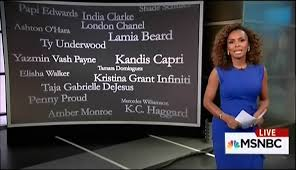 Papi Edwards
India Clarke
Ashton O'Hara
London Chanel
Lamia Beard
Ty Underwood
Yazmin Vash Payne
Kandis Capri
Tamara Dominguez
Elisha Walker
Kristina Grant Infiniti
Taja Gabrielle DeJesus
Penny Proud
Mercedes Williamson
Amber Monroe
K.C. Haggard
LIVE
MSNBC